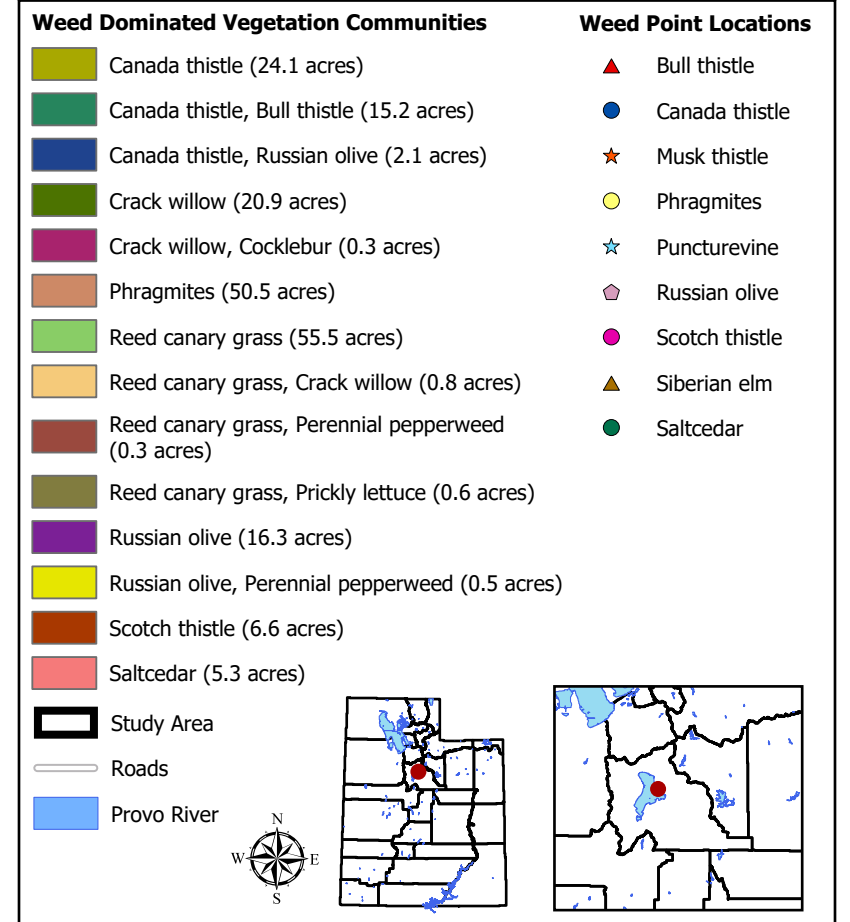 Weed Dominated Vegetation Communities
Canada thistle (24.1 acres)
Canada thistle, Bull thistle (15.2 acres)
Canada thistle, Russian olive (2.1 acres)
Crack willow (20.9 acres)
Crack willow, Cocklebur (0.3 acres)
Phragmites (50.5 acres)
Reed canary grass (55.5 acres)
Reed canary grass, Crack willow (0.8 acres)
Reed canary grass, Perennial pepperweed
(0.3 acres)
Reed canary grass, Prickly lettuce (0.6 acres)
Russian olive (16.3 acres)
Russian olive, Perennial pepperweed (0.5 acres)
Scotch thistle (6.6 acres)
Saltcedar (5.3 acres)
Study Area
Roads
Provo River
Weed Point Locations
Bull thistle
Canada thistle
Musk thistle
Phragmites
Puncturevine
Russian olive
Scotch thistle
Siberian elm
Saltcedar
N
W E
S